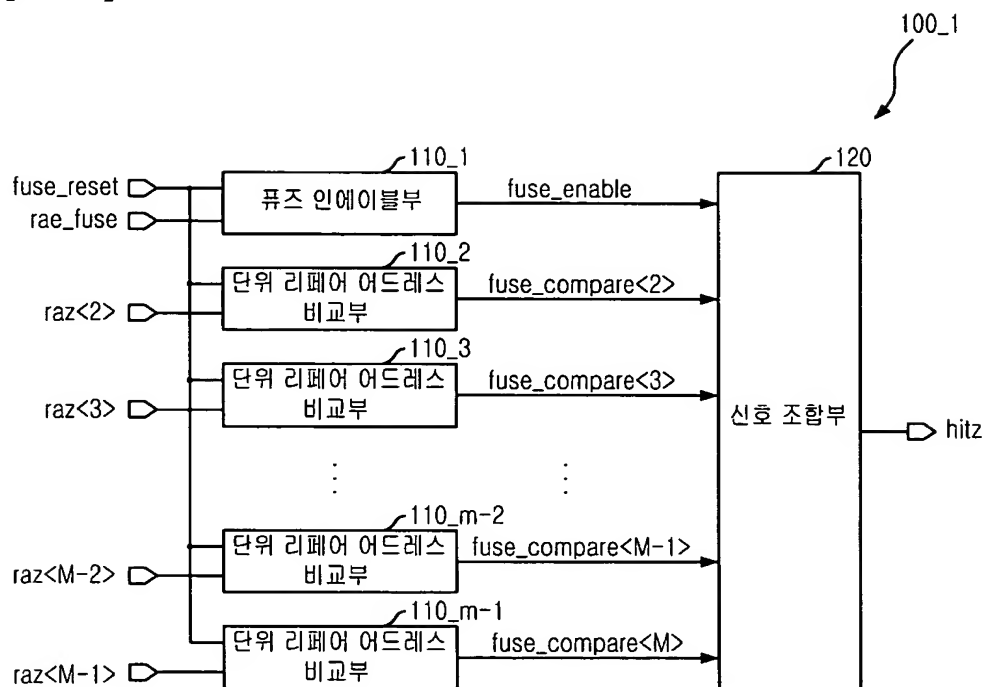 100_1
110_1
120
fuse_reset
퓨즈 인에이블부
fuse_enable
rae_fuse
110_2
단위 리페어 어드레스
비교부
fuse_compare<2>
raz<2>
110_3
단위 리페어 어드레스
비교부
fuse_compare<3>
raz<3>
신호 조합부
hitz
110_m-2
단위 리페어 어드레스
비교부
fuse_compare<M-1>
raz<M-2>
110_m-1
단위 리페어 어드레스
비교부
fuse_compare<M>
raz<M-1>